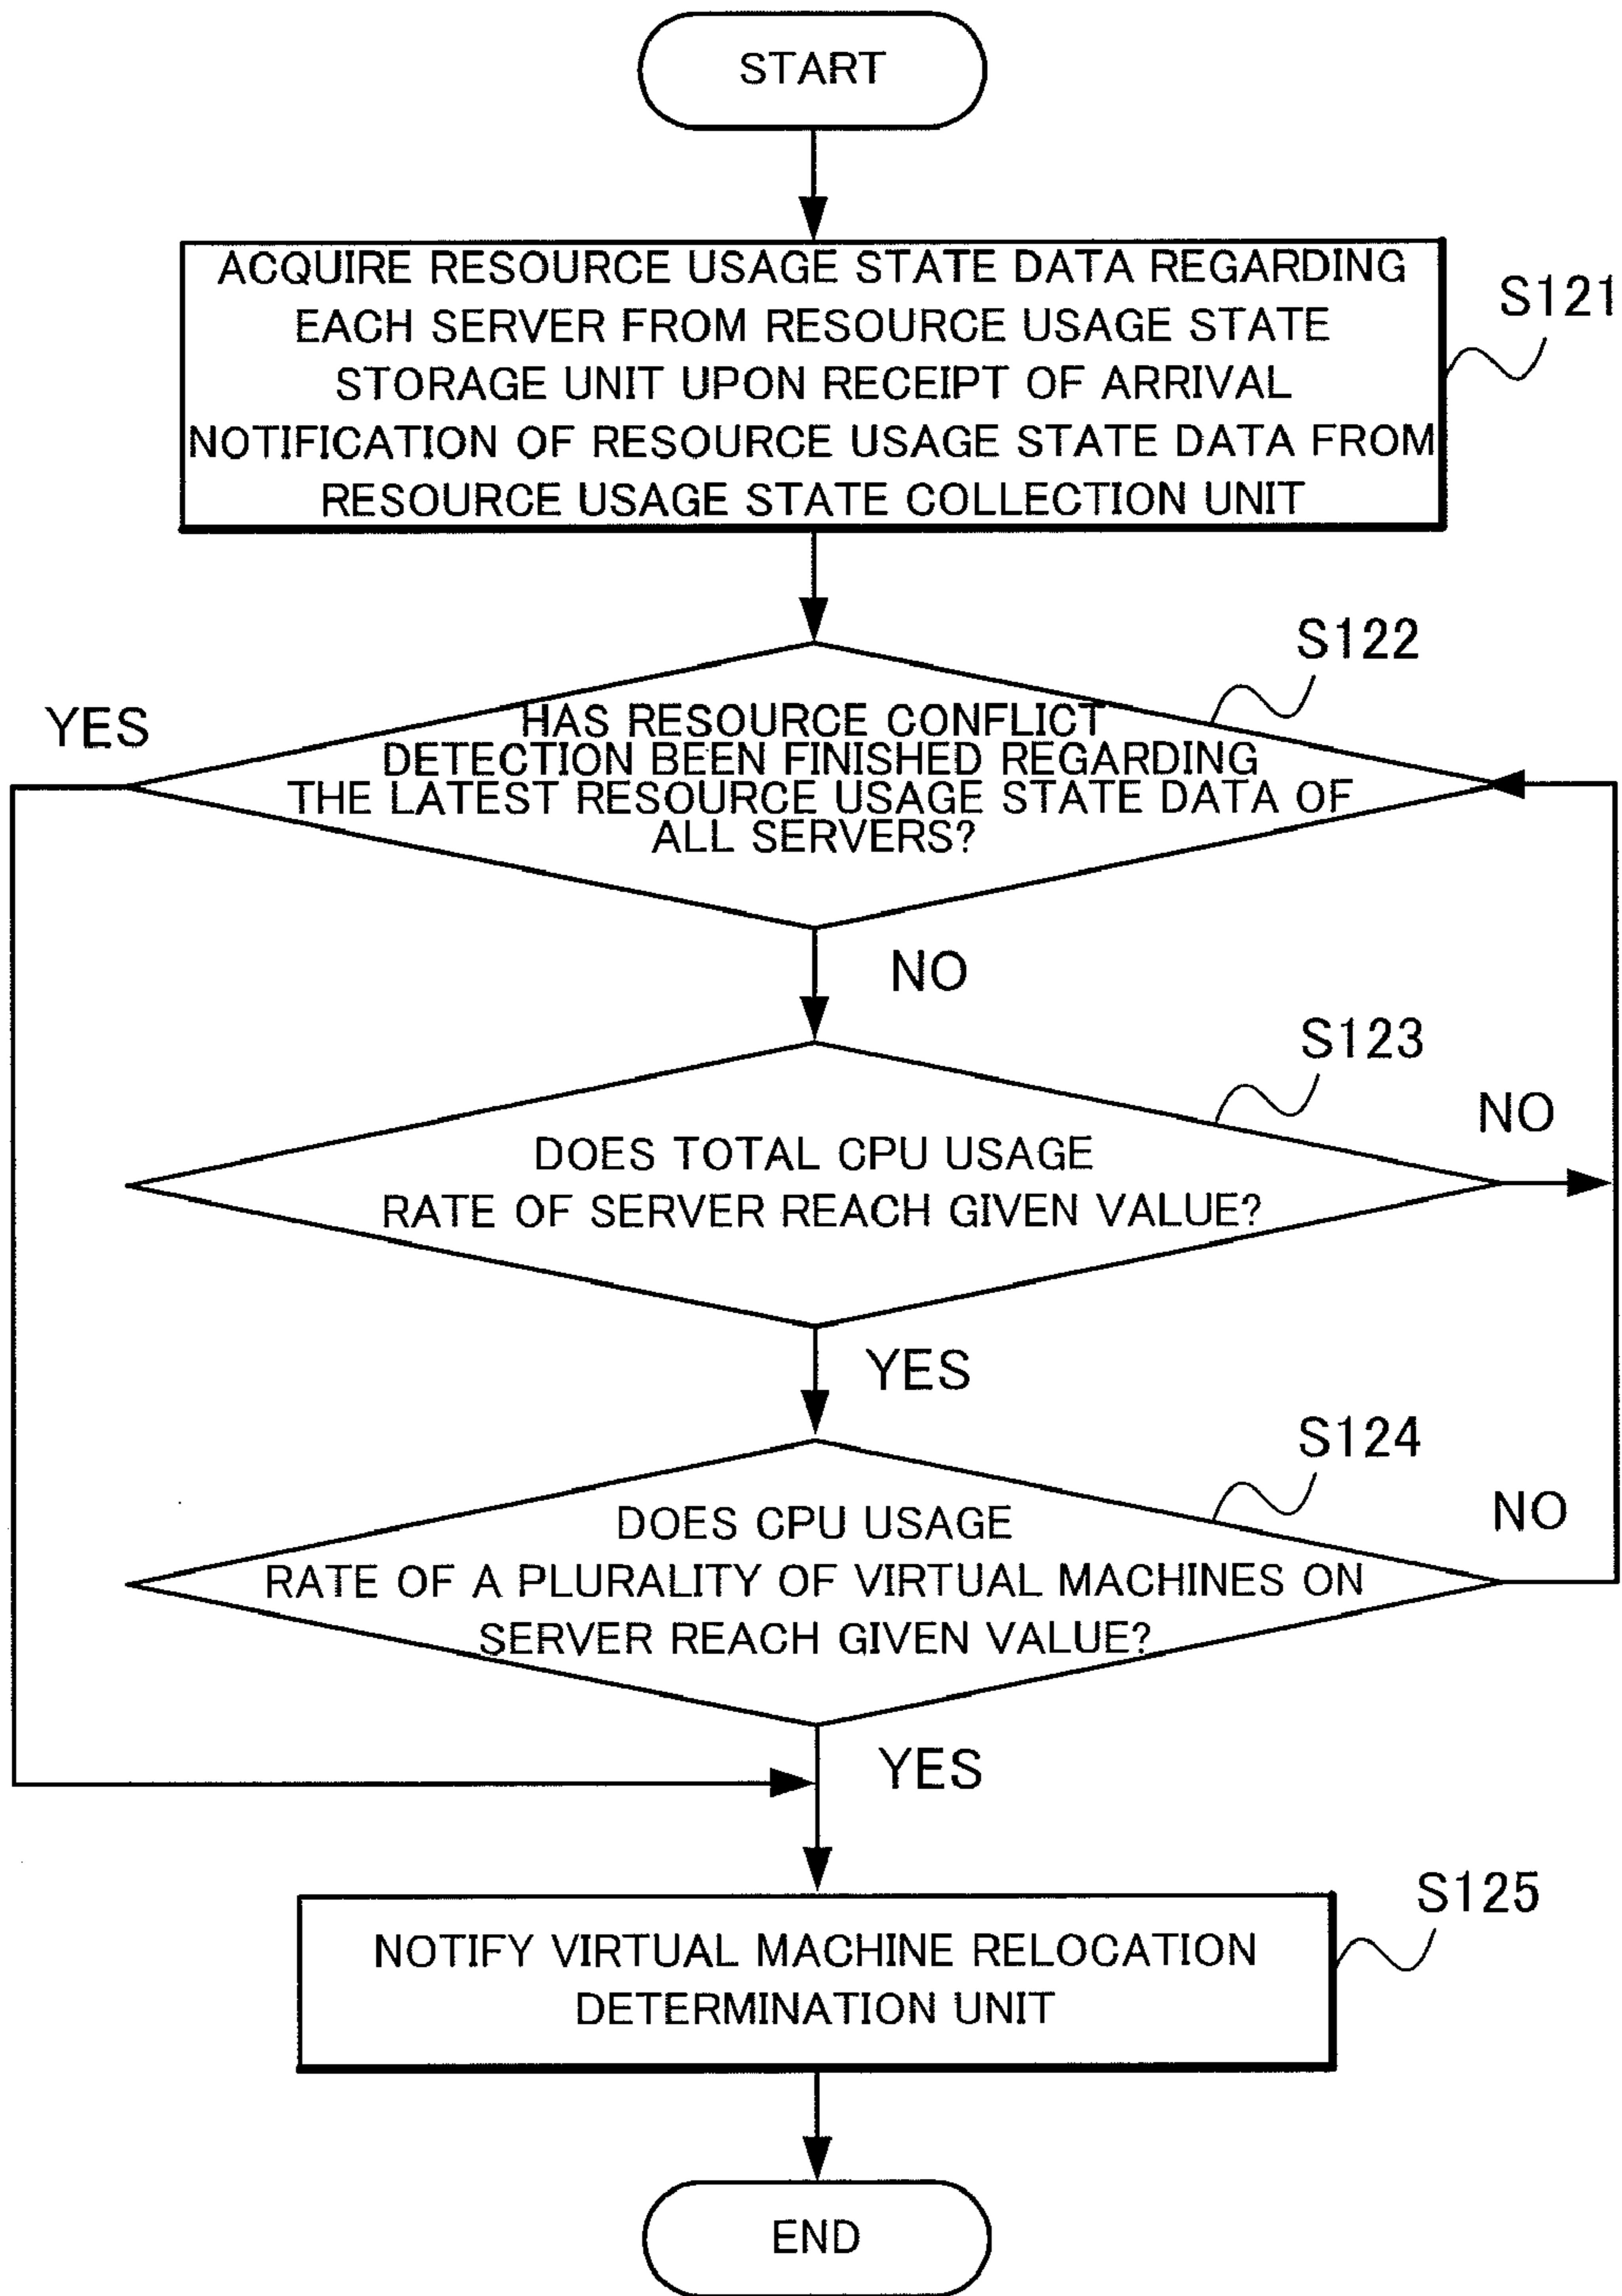 START
ACQUIRE RESOURCE USAGE STATE DATA REGARDING
EACH SERVER FROM RESOURCE USAGE STATE
STORAGE UNIT UPON RECEIPT OF ARRIVAL
NOTIFICATION OF RESOURCE USAGE STATE DATA FROM
RESOURCE USAGE STATE COLLECTION UNIT
S121
S122
YES
HAS RESOURCE CONFLICT
DETECTION BEEN FINISHED REGARDING
THE LATEST RESOURCE USAGE STATE DATA OF
ALL SERVERS?
NO
S123
NO
DOES TOTAL CPU USAGE
RATE OF SERVER REACH GIVEN VALUE?
YES
S124
NO
DOES CPU USAGE
RATE OF A PLURALITY OF VIRTUAL MACHINES ON
SERVER REACH GIVEN VALUE?
YES
S125
NOTIFY VIRTUAL MACHINE RELOCATION
DETERMINATION UNIT
END